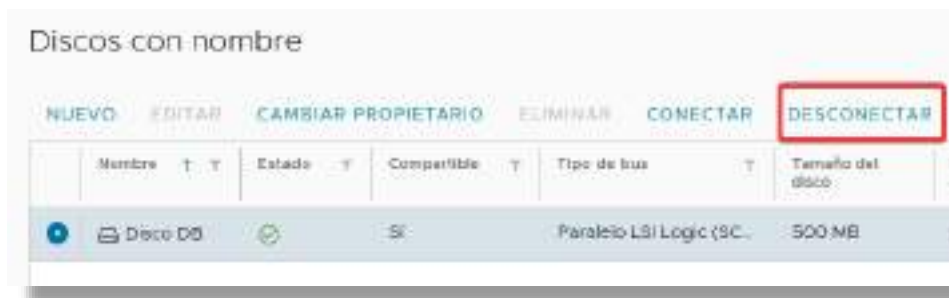 Discos con nombre
NUEVO EDITAR CAMBIAR PROPIETARIO ELIMINAR CONECTAR DESCONECTAR
Nombre Estado Compartible Tipo de bus Tamaño del disco
Disco DB Sí Paralelo LSI Logic (SC... 500 MB